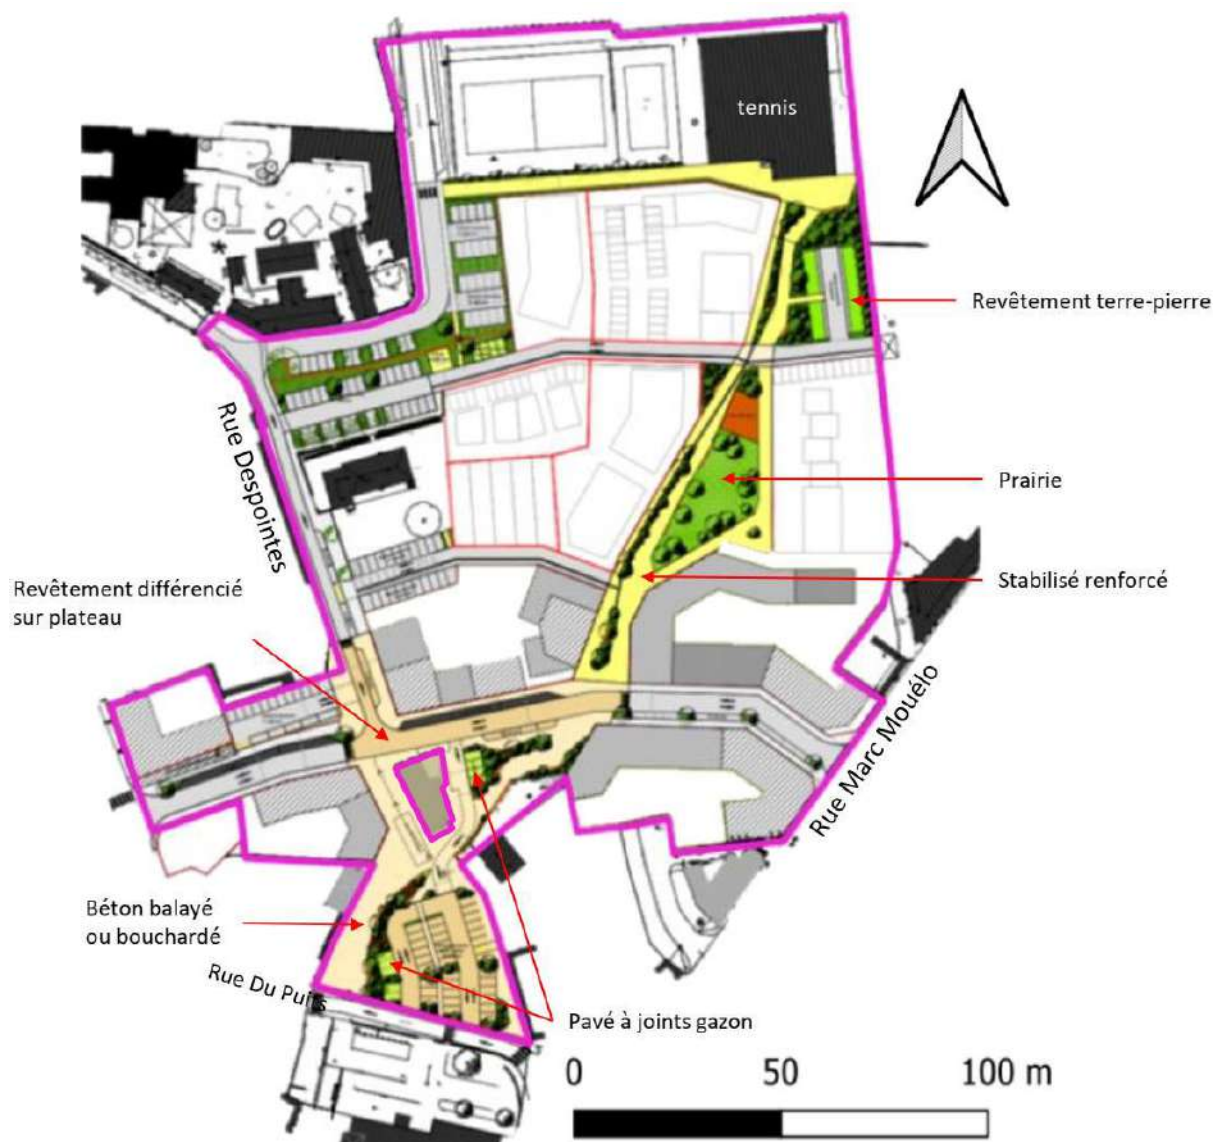 tennis
Revêtement terre-pierre
Rue Despointes
Prairie
Revêtement différencié
sur plateau
Stabilisé renforcé
Rue Marc Mouélo
Béton balayé
ou bouchardé
Rue Du Puits
Pavé à joints gazon
0 50 100 m